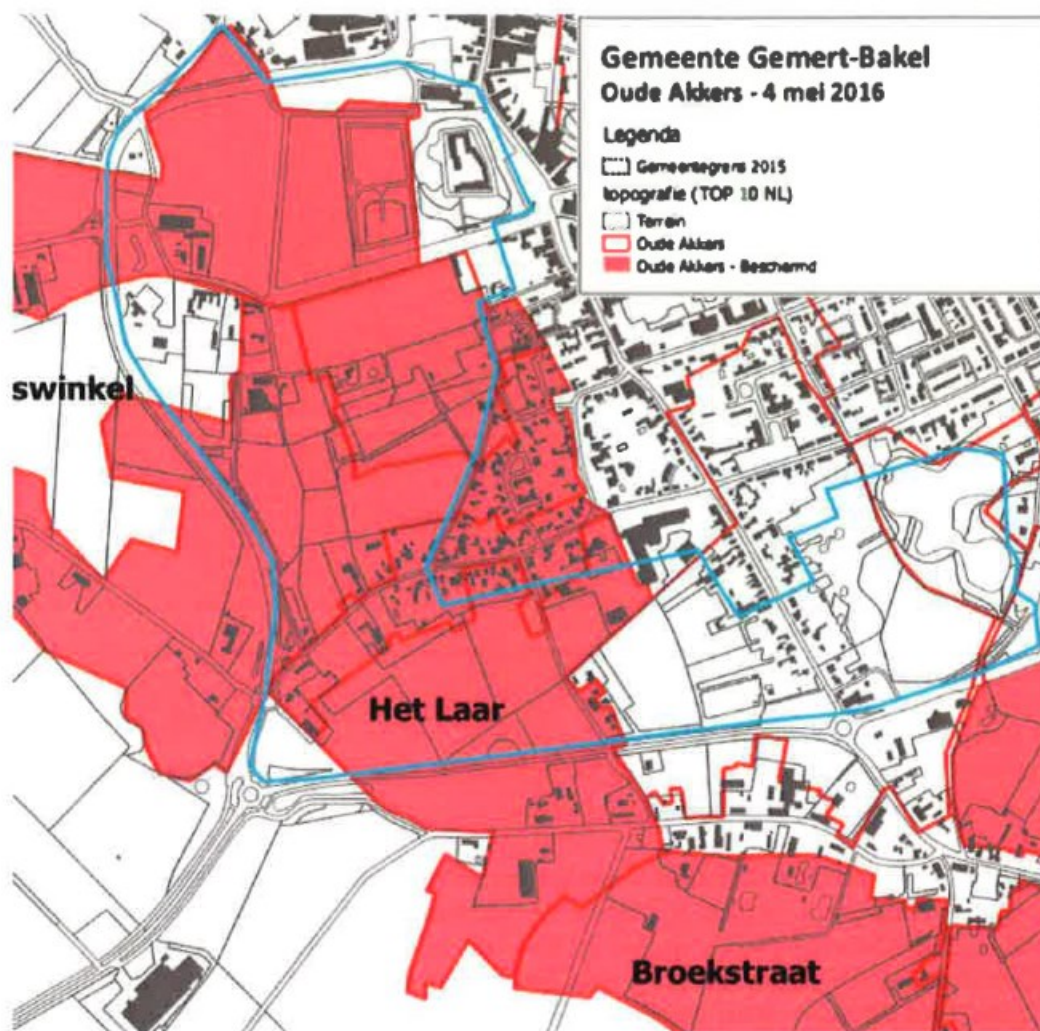 Gemeente Gemert-Bakel
Oude Akkers - 4 mei 2016
Legenda
Gemeentegrens 2015
topografie (TOP 10 NL)
Terrein
Oude Akkers
Oude Akkers - Beschermd
swinkel
Het Laar
Broekstraat